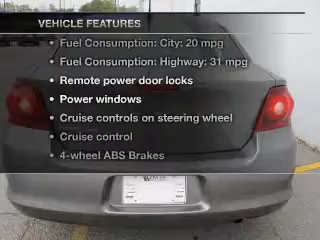 VEHICLE FEATURES
• Fuel Consumption: City: 20 mpg
• Fuel Consumption: Highway: 31 mpg
• Remote power door locks
• Power windows
• Cruise controls on steering wheel
• Cruise control
• 4-wheel ABS Brakes